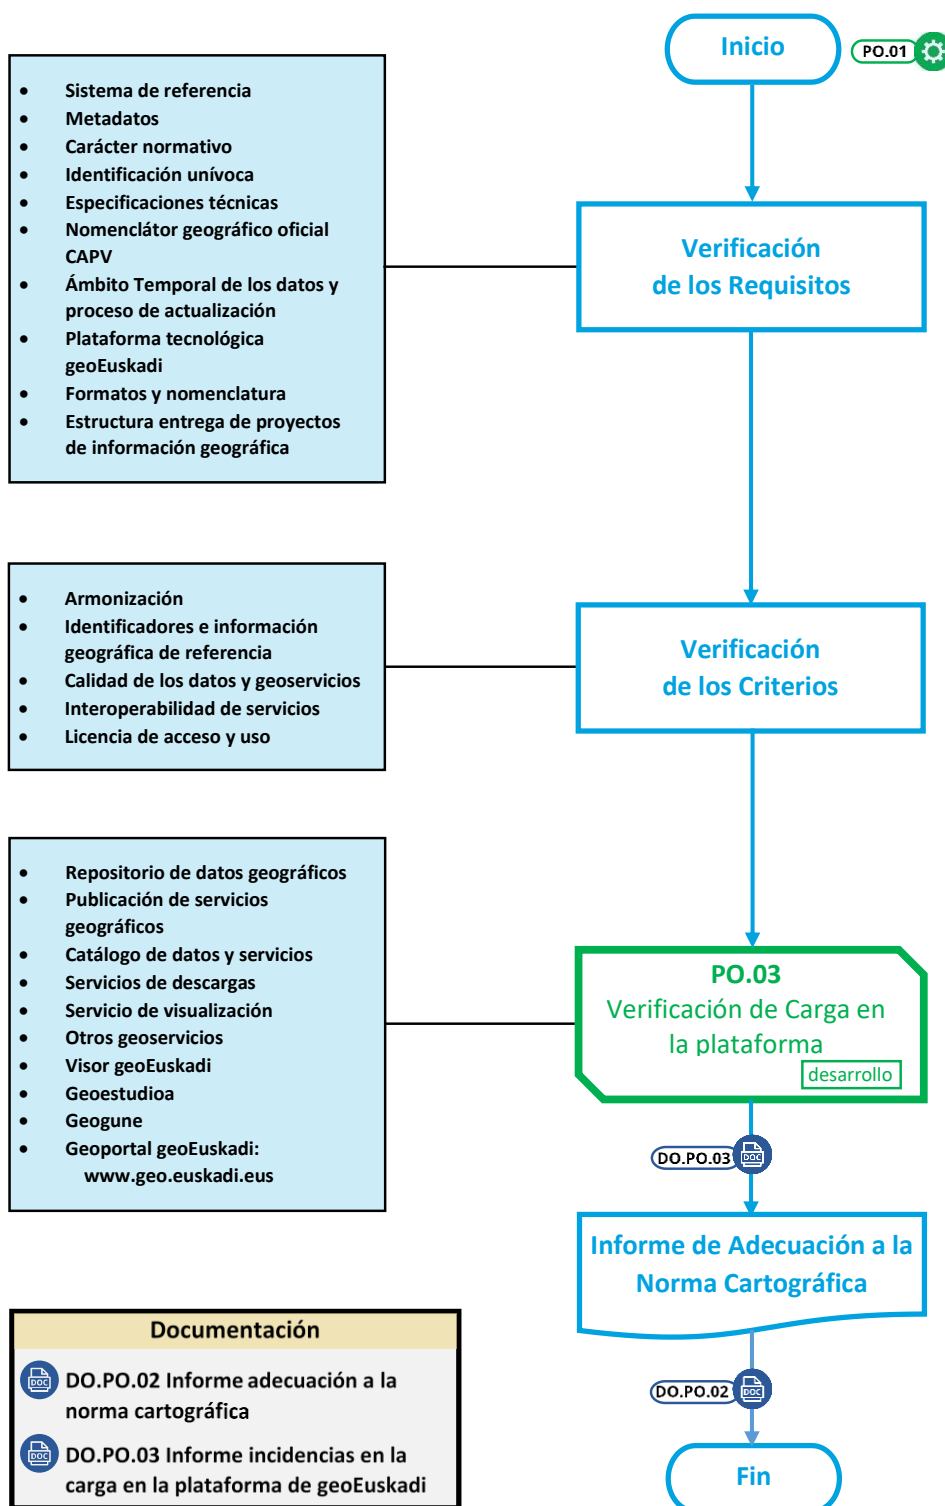 Inicio
PO.01
• Sistema de referencia
• Metadatos
• Carácter normativo
• Identificación unívoca
• Especificaciones técnicas
• Nomenclátor geográfico oficial
CAPV
• Ámbito Temporal de los datos y
proceso de actualización
• Plataforma tecnológica
geoEuskadi
• Formatos y nomenclatura
• Estructura entrega de proyectos
de información geográfica
Verificación
de los Requisitos
• Armonización
• Identificadores e información
geográfica de referencia
• Calidad de los datos y geoservicios
• Interoperabilidad de servicios
• Licencia de acceso y uso
Verificación
de los Criterios
• Repositorio de datos geográficos
• Publicación de servicios
geográficos
• Catálogo de datos y servicios
• Servicios de descargas
• Servicio de visualización
• Otros geoservicios
• Visor geoEuskadi
• Geoestudioa
• Geogune
• Geoportal geoEuskadi:
www.geo.euskadi.eus
PO.03
Verificación de Carga en
la plataforma
desarrollo
DO.PO.03
DOC
Informe de Adecuación a la
Norma Cartográfica
DO.PO.02
DOC
Fin
Documentación
DOC
DO.PO.02 Informe adecuación a la
norma cartográfica
DOC
DO.PO.03 Informe incidencias en la
carga en la plataforma de geoEuskadi